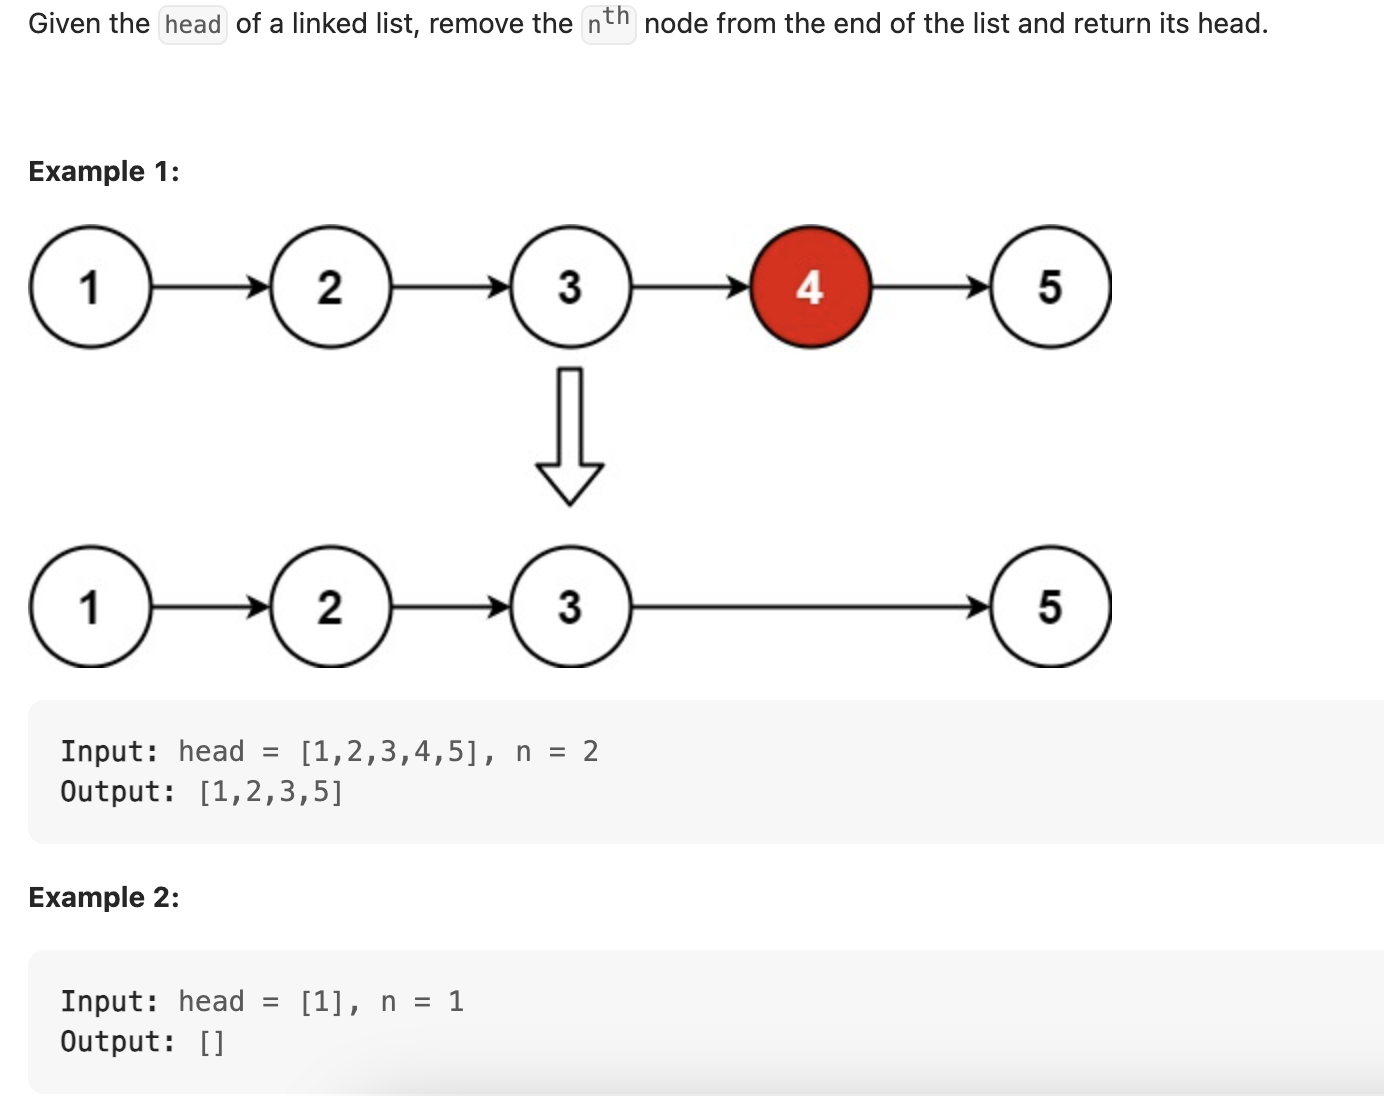 Given the head of a linked list, remove the nth node from the end of the list and return its head.
Example 1:
1 2 3 4 5
1 2 3 5
Input: head = [1,2,3,4,5], n = 2
Output: [1,2,3,5]
Example 2:
Input: head = [1], n = 1
Output: []